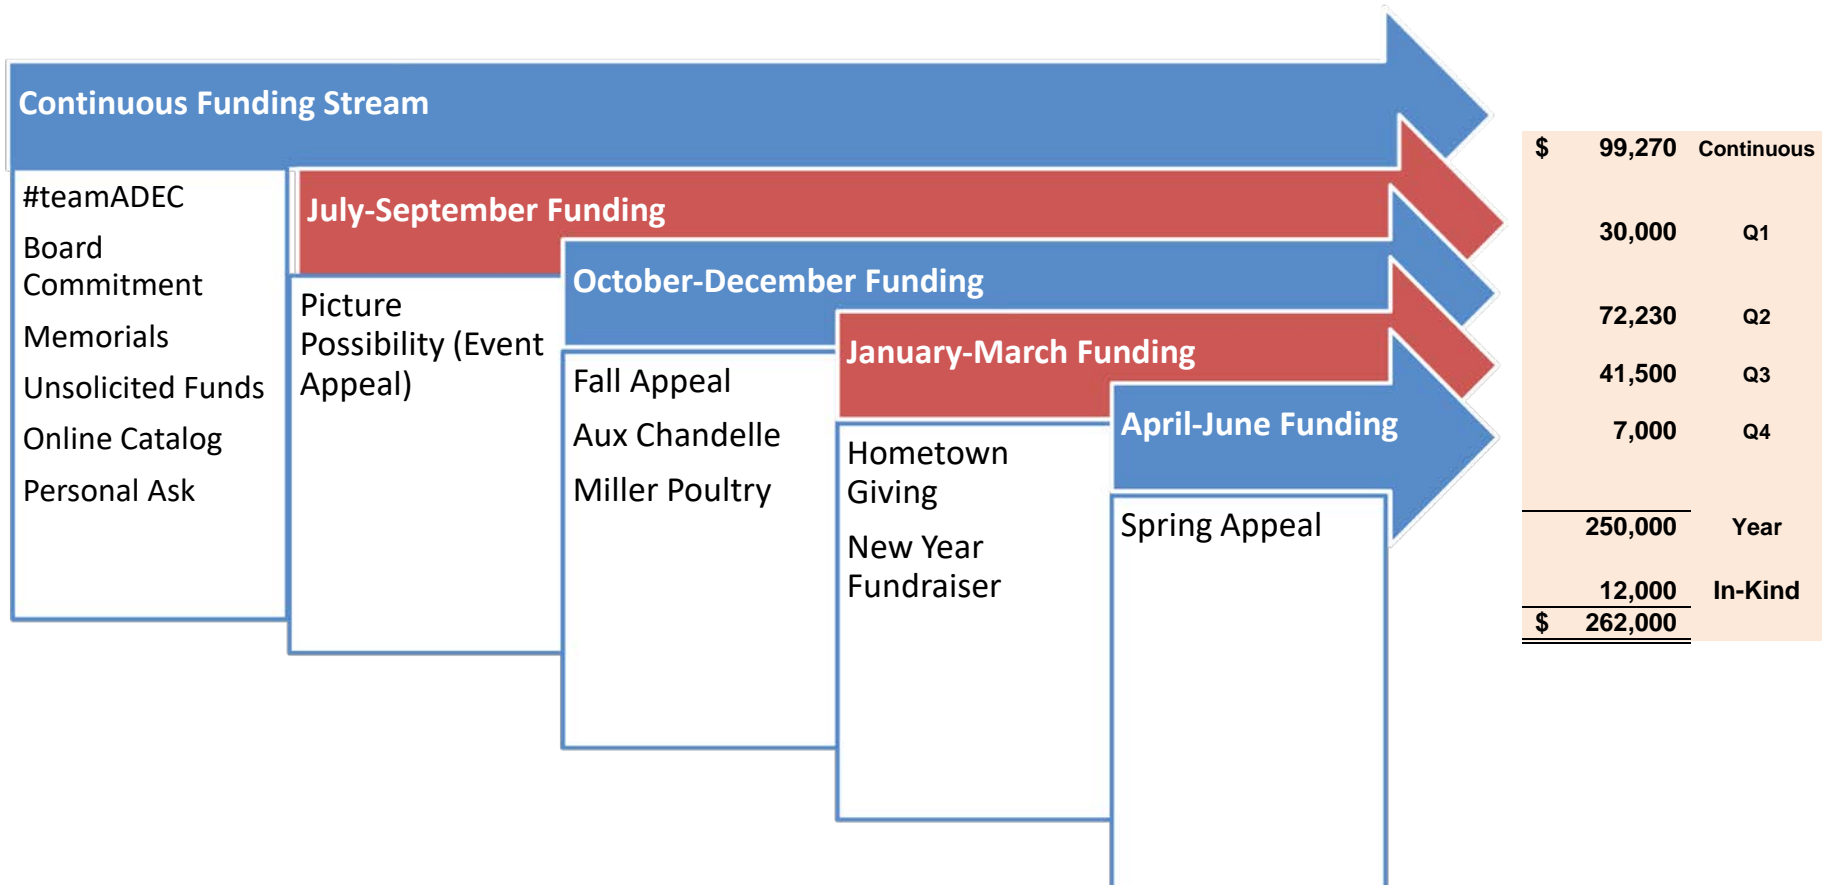 Continuous Funding Stream
#teamADEC
Board
Commitment
Memorials
Unsolicited Funds
Online Catalog
Personal Ask
July-September Funding
Picture
Possibility (Event
Appeal)
October-December Funding
Fall Appeal
Aux Chandelle
Miller Poultry
January-March Funding
Hometown
Giving
New Year
Fundraiser
April-June Funding
Spring Appeal
$ 99,270 Continuous
30,000 Q1
72,230 Q2
41,500 Q3
7,000 Q4
250,000 Year
12,000 In-Kind
$ 262,000